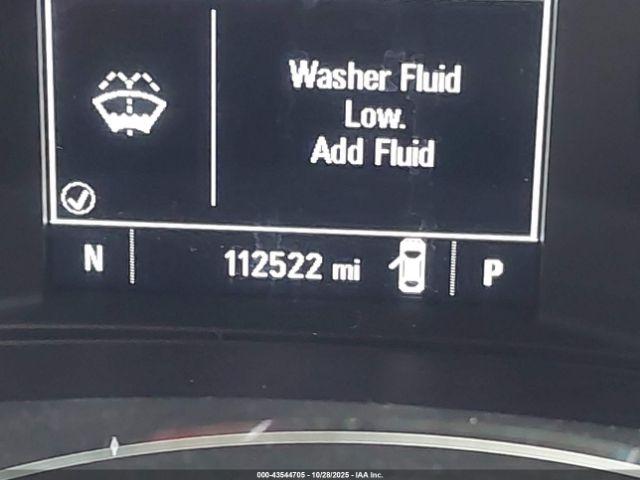 Washer Fluid
Low.
Add Fluid
N 112522 mi P
000-43544705 - 10/28/2025 - IAA Inc.